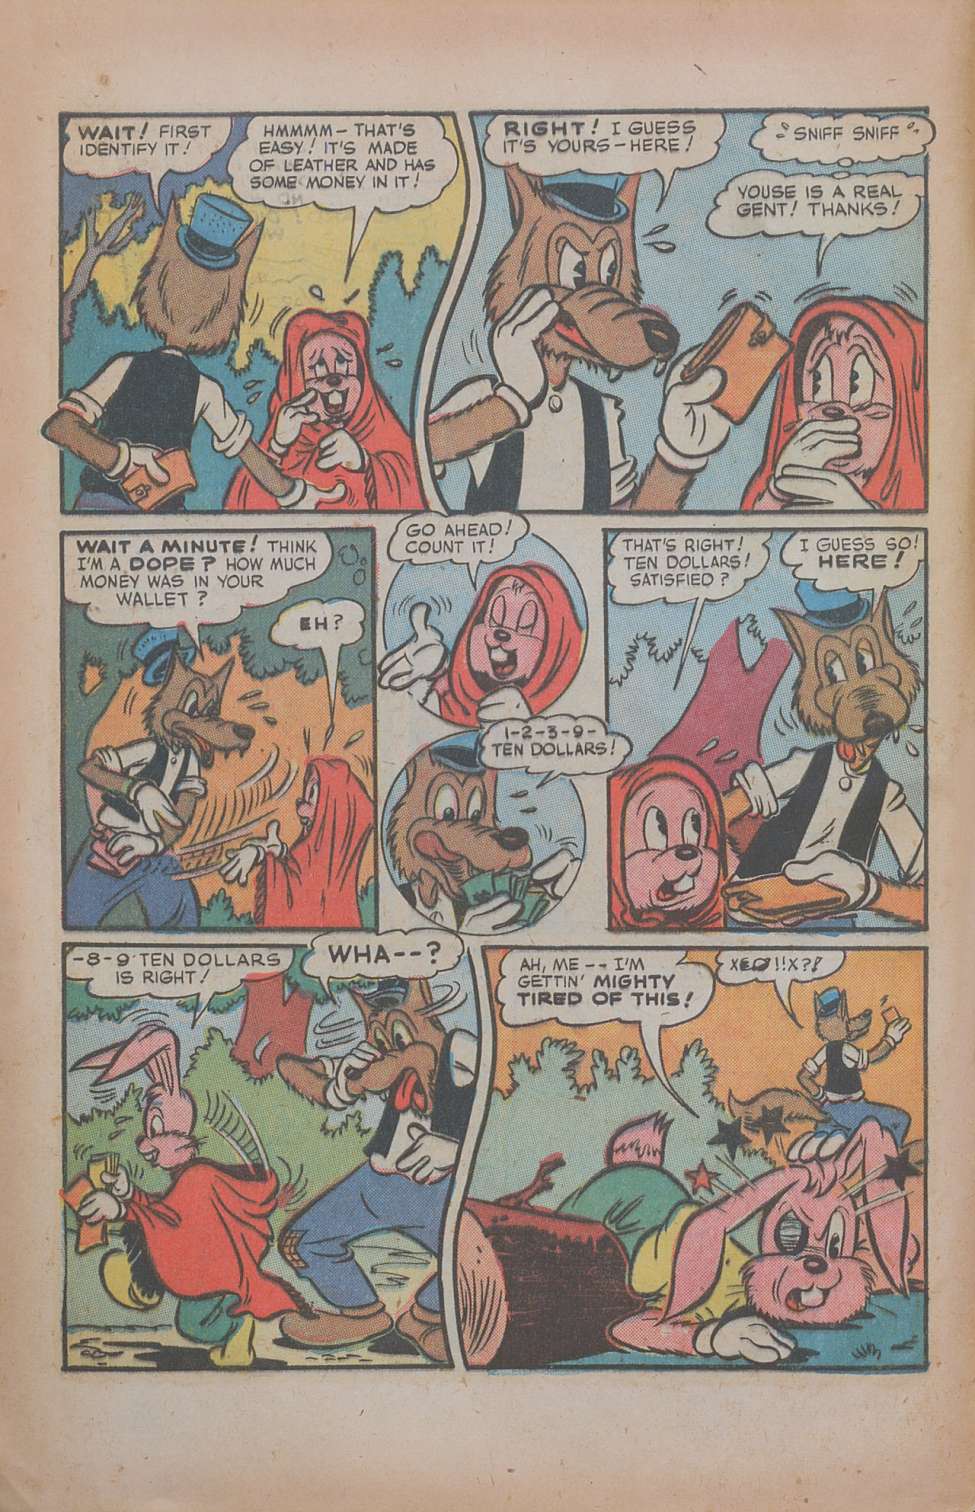 WAIT! FIRST
IDENTIFY IT!
HMMMM- THAT'S
EASY! IT'S MADE
OF LEATHER AND HAS
SOME MONEY IN IT!
RIGHT! I GUESS
IT'S YOURS-HERE!
SNIFF SNIFF
YOUSE IS A REAL
GENT! THANKS!
WAIT A MINUTE! THINK
I'M A DOPE? HOW MUCH
MONEY WAS IN YOUR
WALLET?
EH?
GO AHEAD!
COUNT IT!
1-2-3-9-
TEN DOLLARS!
THAT'S RIGHT!
TEN DOLLARS!
SATISFIED?
I GUESS SO!
HERE!
-8-9 TEN DOLLARS
IS RIGHT!
WHA--?
AH, ME-- I'M
GETTIN' MIGHTY
TIRED OF THIS!